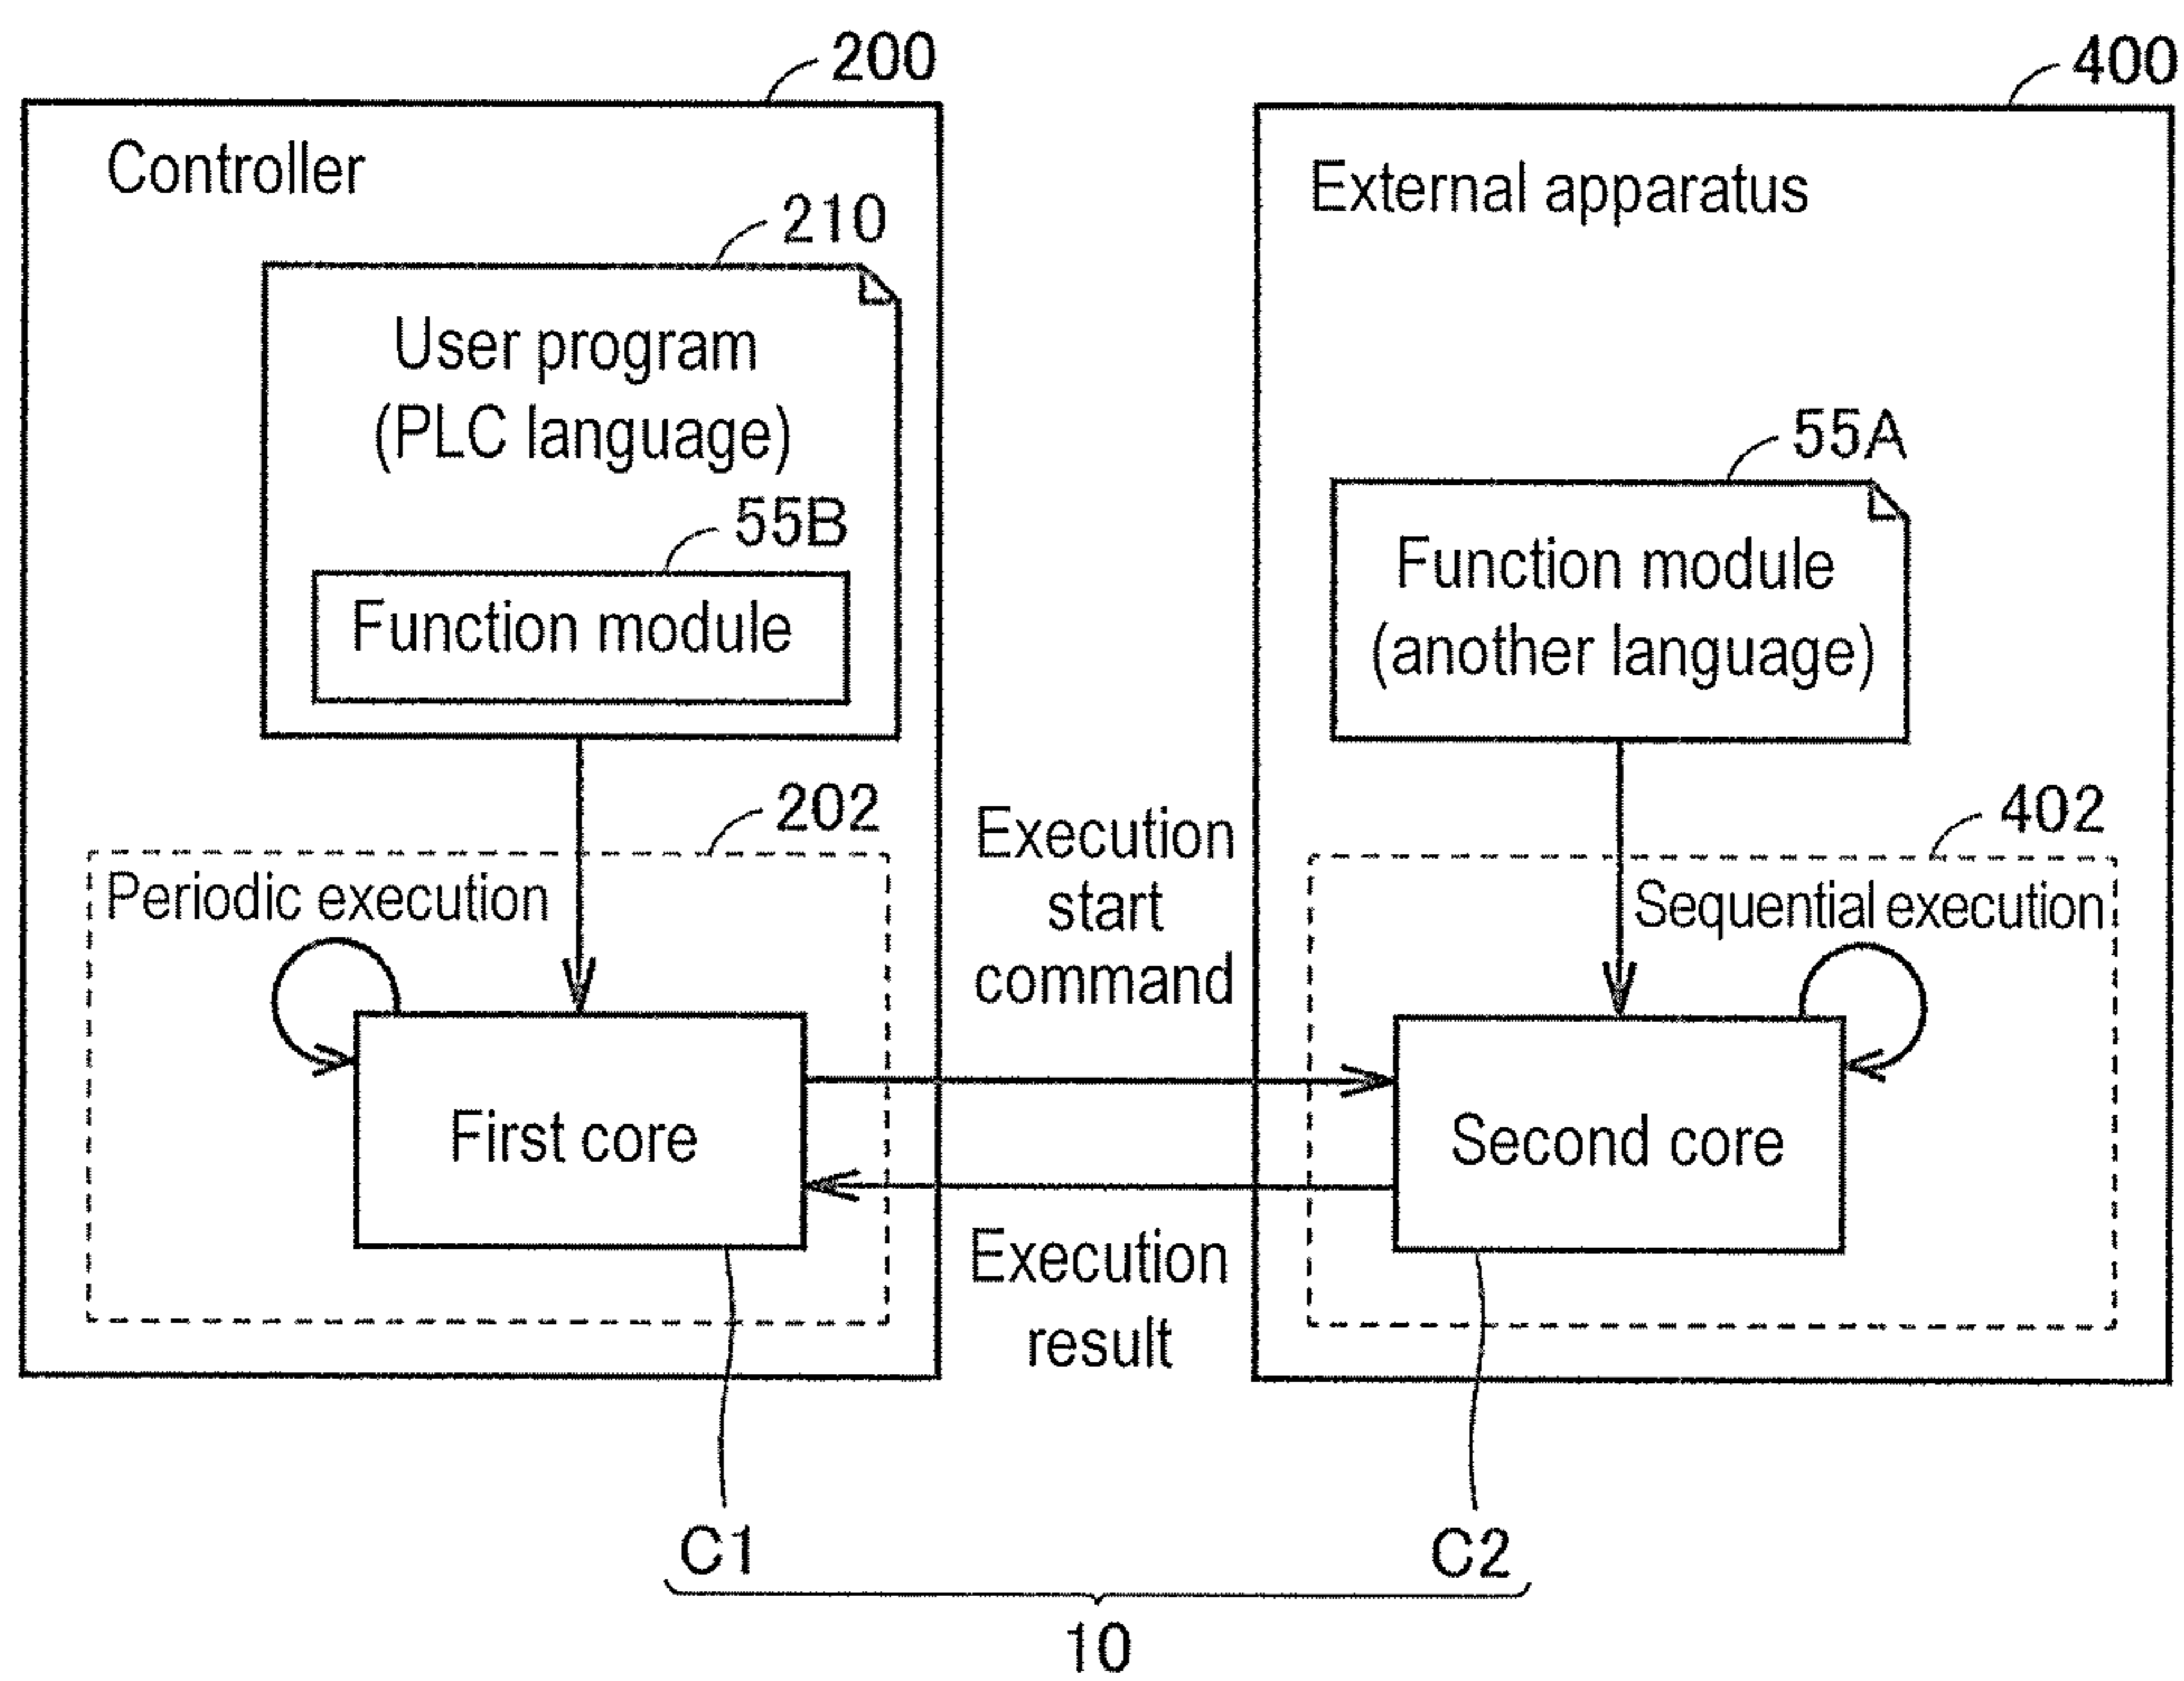 200
400
Controller
External apparatus
210
User program
(PLC language)
55B
Function module
55A
Function module
(another language)
202
402
Periodic execution
Sequential execution
Execution
start
command
First core
Second core
Execution
result
C1
C2
10